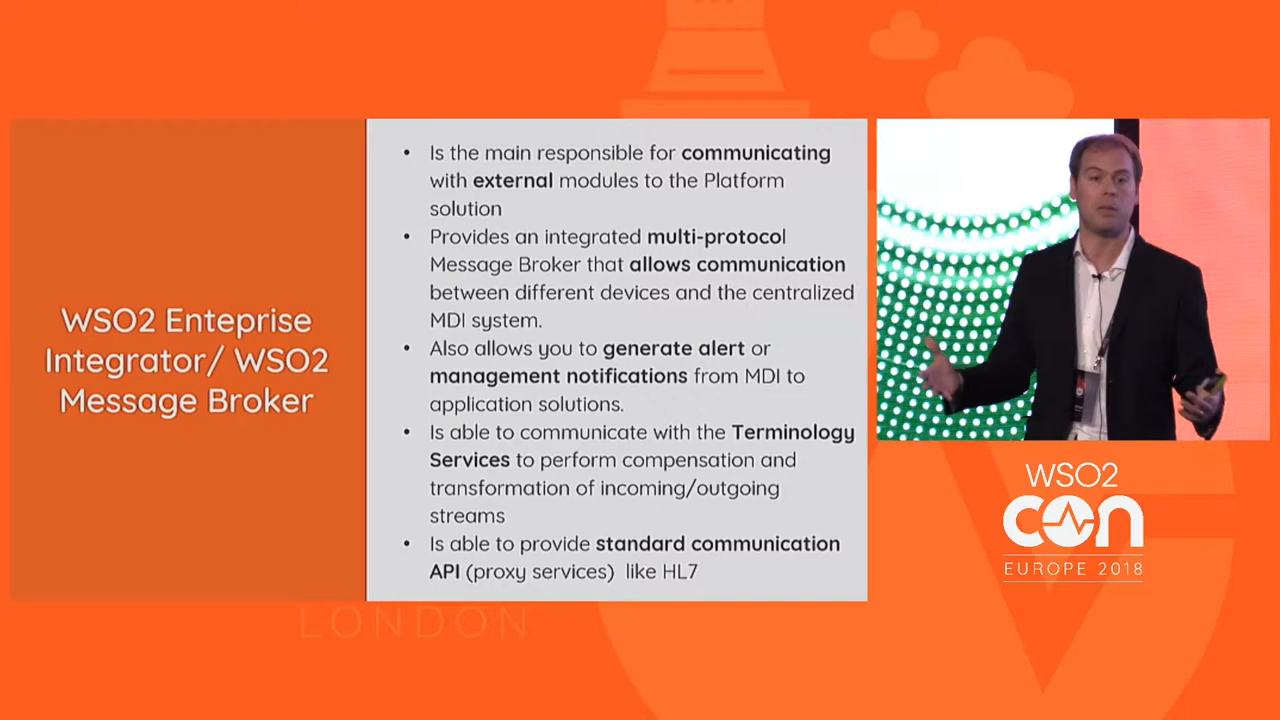 WSO2 Enteprise
Integrator/ WSO2
Message Broker
• Is the main responsible for communicating
with external modules to the Platform
solution
• Provides an integrated multi-protocol
Message Broker that allows communication
between different devices and the centralized
MDI system.
• Also allows you to generate alert or
management notifications from MDI to
application solutions.
• Is able to communicate with the Terminology
Services to perform compensation and
transformation of incoming/outgoing
streams
• Is able to provide standard communication
API (proxy services) like HL7
WSO2
con
EUROPE 2018
LONDON